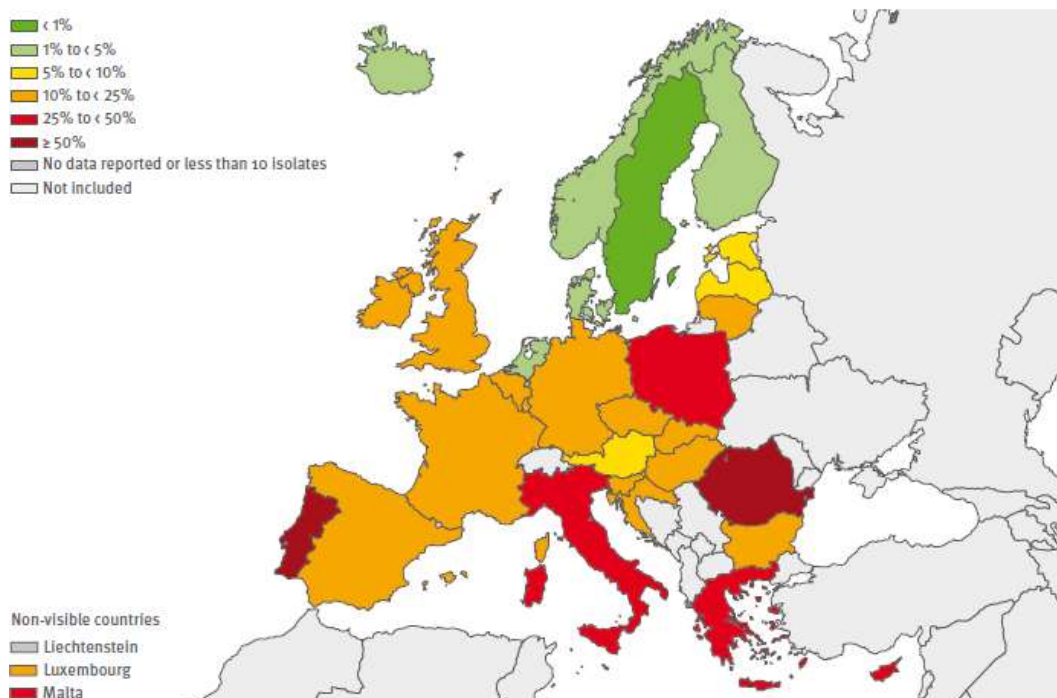 < 1%
1% to < 5%
5% to < 10%
10% to < 25%
25% to < 50%
≥ 50%
No data reported or less than 10 isolates
Not included
Non-visible countries
Liechtenstein
Luxembourg
Malta